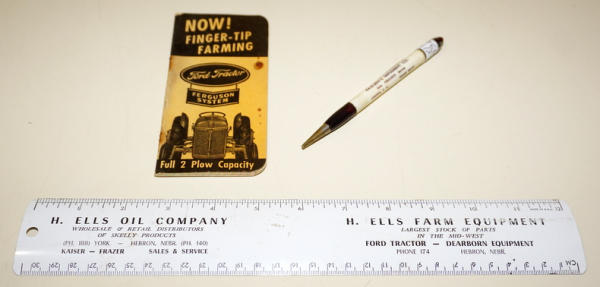 NOW!
FINGER-TIP
FARMING
Ford Tractor
FERGUSON
SYSTEM
Full 2 Plow Capacity
H. ELLS OIL COMPANY
WHOLESALE & RETAIL DISTRIBUTORS
OF SKELLY PRODUCTS
(PH. 118) YORK — HEBRON, NEBR. (PH. 140)
KAISER — FRAZER SALES & SERVICE
H. ELLS FARM EQUIPMENT
LARGEST STOCK OF PARTS
IN THE MID-WEST
FORD TRACTOR — DEARBORN EQUIPMENT
PHONE 174 HEBRON, NEBR.
CM